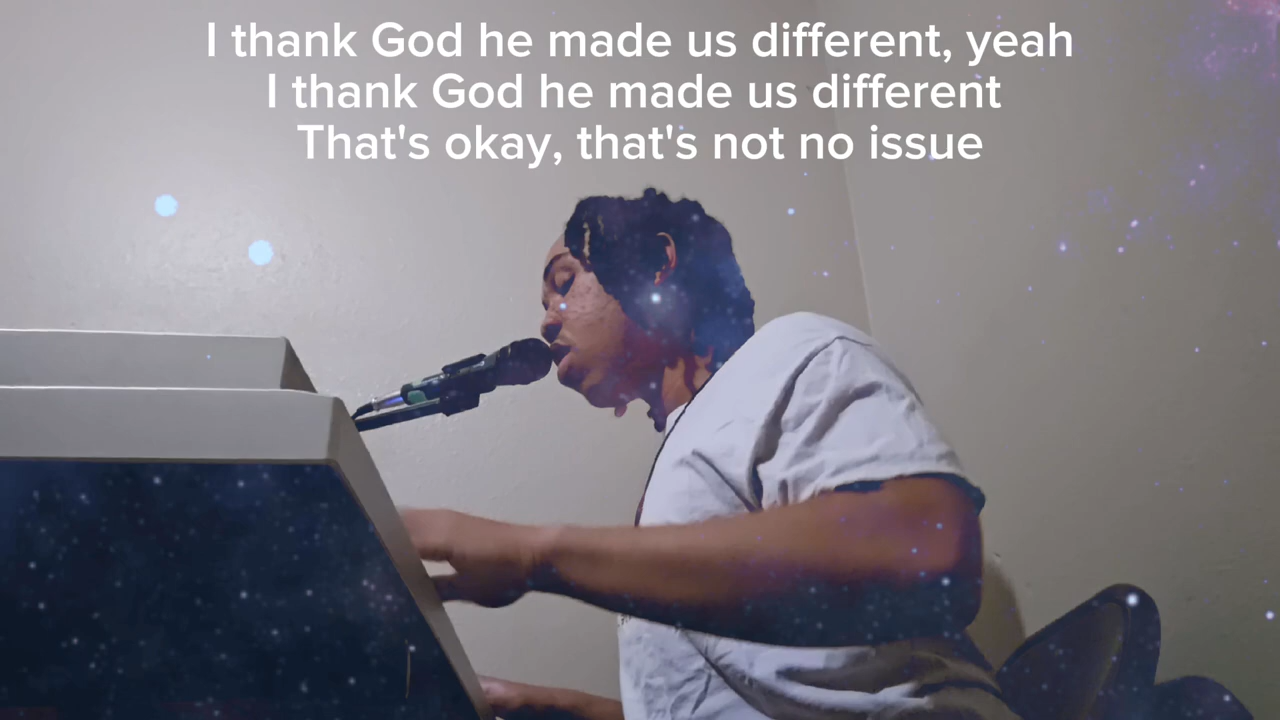 I thank God he made us different, yeah
I thank God he made us different
That's okay, that's not no issue